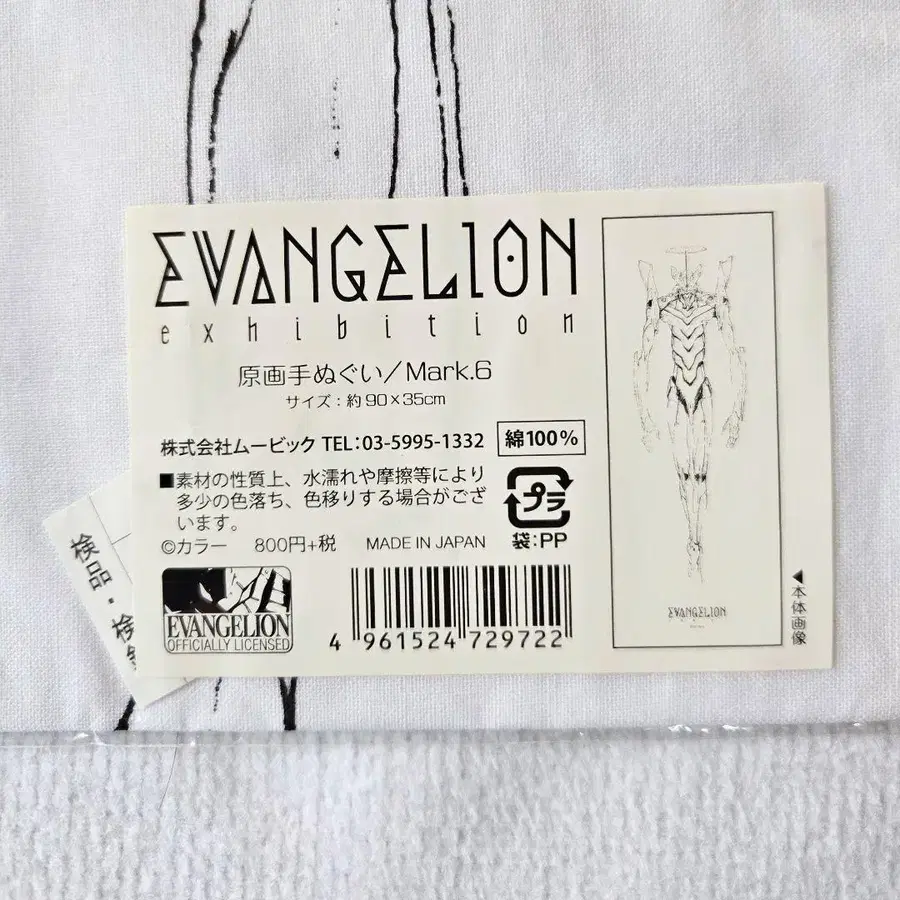 EVANGELION
exhibition
原画手ぬぐい/Mark.6
サイズ:約90×35cm
株式会社ムービック TEL:03-5995-1332
綿100%
■素材の性質上、水濡れや摩擦等により
多少の色落ち、色移りする場合がござ
います。
プラ
袋:PP
©カラー 800円+税 MADE IN JAPAN
EVANGELION
OFFICIALLY LICENSED
4 961524 729722
EVANGELION
◀本体画像
検品・検